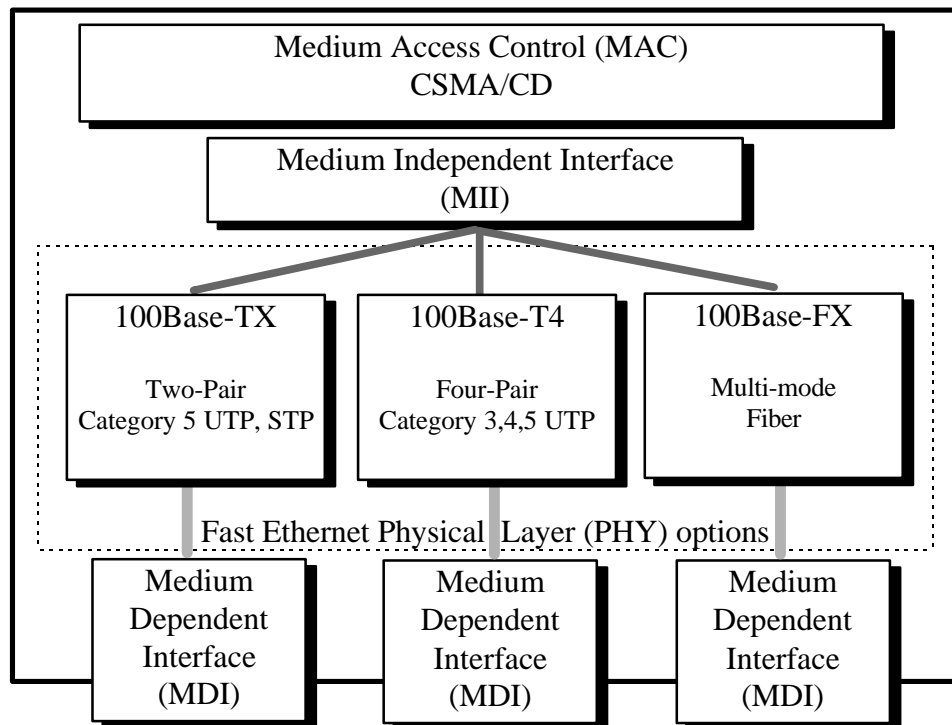 Medium Access Control (MAC)
CSMA/CD
Medium Independent Interface
(MII)
100Base-TX
Two-Pair
Category 5 UTP, STP
100Base-T4
Four-Pair
Category 3,4,5 UTP
100Base-FX
Multi-mode
Fiber
Fast Ethernet Physical Layer (PHY) options
Medium
Dependent
Interface
(MDI)
Medium
Dependent
Interface
(MDI)
Medium
Dependent
Interface
(MDI)